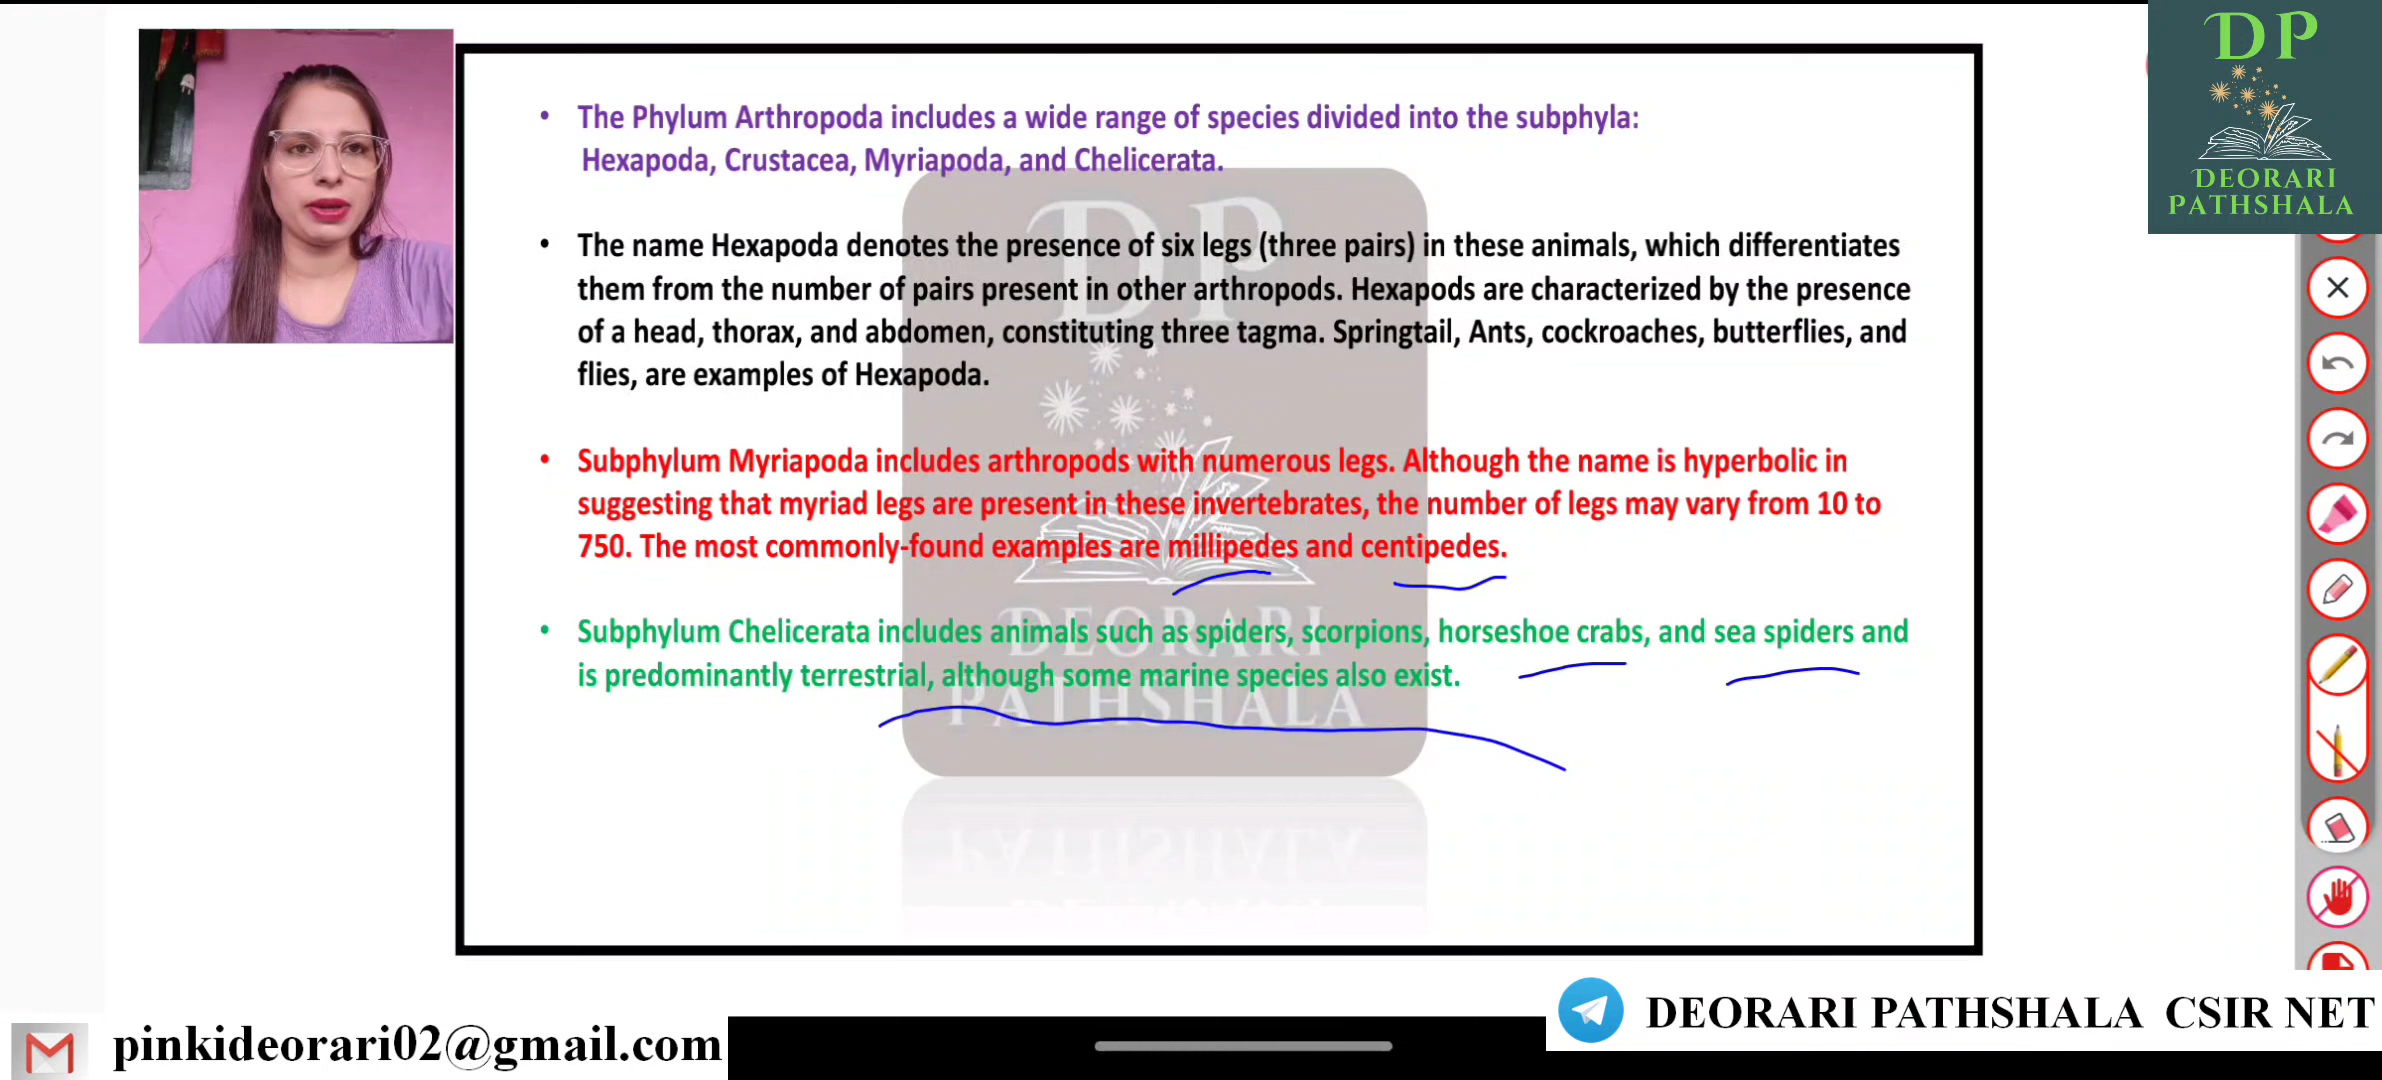 DP
DEORARI
PATHSHALA
• The Phylum Arthropoda includes a wide range of species divided into the subphyla:
Hexapoda, Crustacea, Myriapoda, and Chelicerata.
• The name Hexapoda denotes the presence of six legs (three pairs) in these animals, which differentiates
them from the number of pairs present in other arthropods. Hexapods are characterized by the presence
of a head, thorax, and abdomen, constituting three tagma. Springtail, Ants, cockroaches, butterflies, and
flies, are examples of Hexapoda.
• Subphylum Myriapoda includes arthropods with numerous legs. Although the name is hyperbolic in
suggesting that myriad legs are present in these invertebrates, the number of legs may vary from 10 to
750. The most commonly-found examples are millipedes and centipedes.
• Subphylum Chelicerata includes animals such as spiders, scorpions, horseshoe crabs, and sea spiders and
is predominantly terrestrial, although some marine species also exist.
DP
DEORARI
PATHSHALA
DEORARI PATHSHALA CSIR NET
pinkideorari02@gmail.com